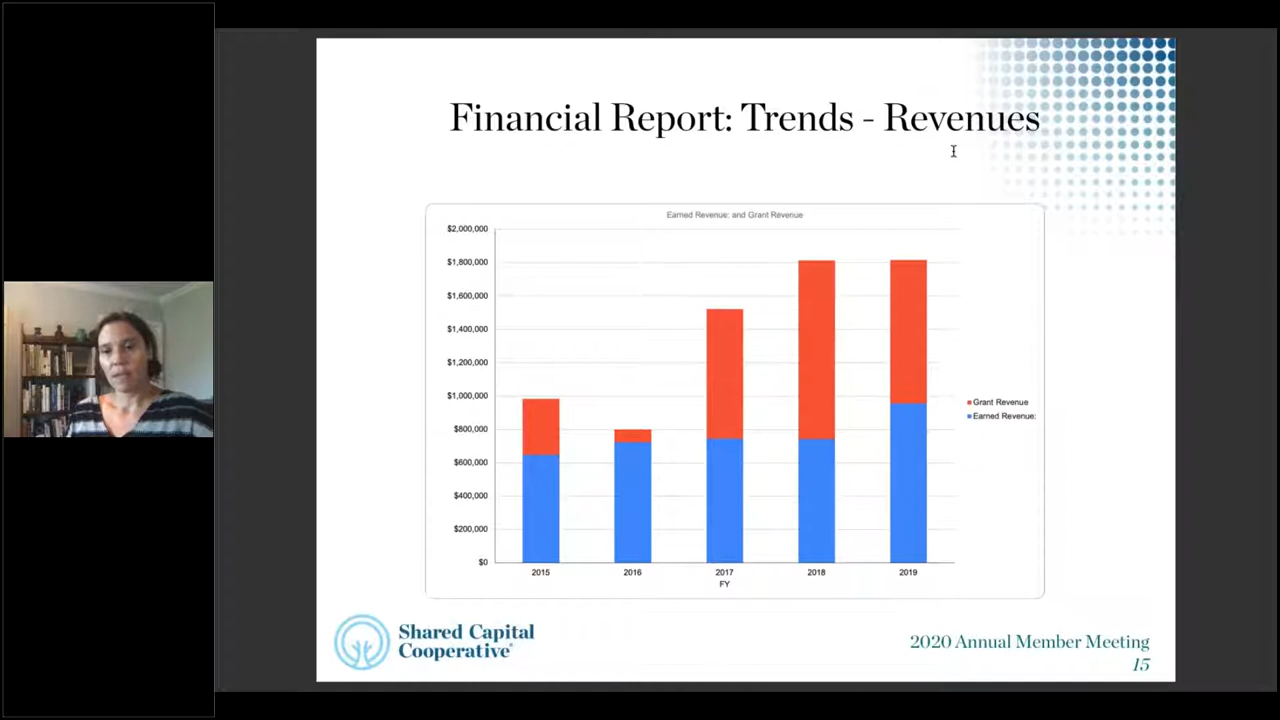 Financial Report: Trends - Revenues
Earned Revenue: and Grant Revenue
$2,000,000
$1,800,000
$1,600,000
$1,400,000
$1,200,000
$1,000,000
$800,000
$600,000
$400,000
$200,000
$0
Grant Revenue
Earned Revenue:
2015 2016 2017 2018 2019
FY
Shared Capital
Cooperative®
2020 Annual Member Meeting
15